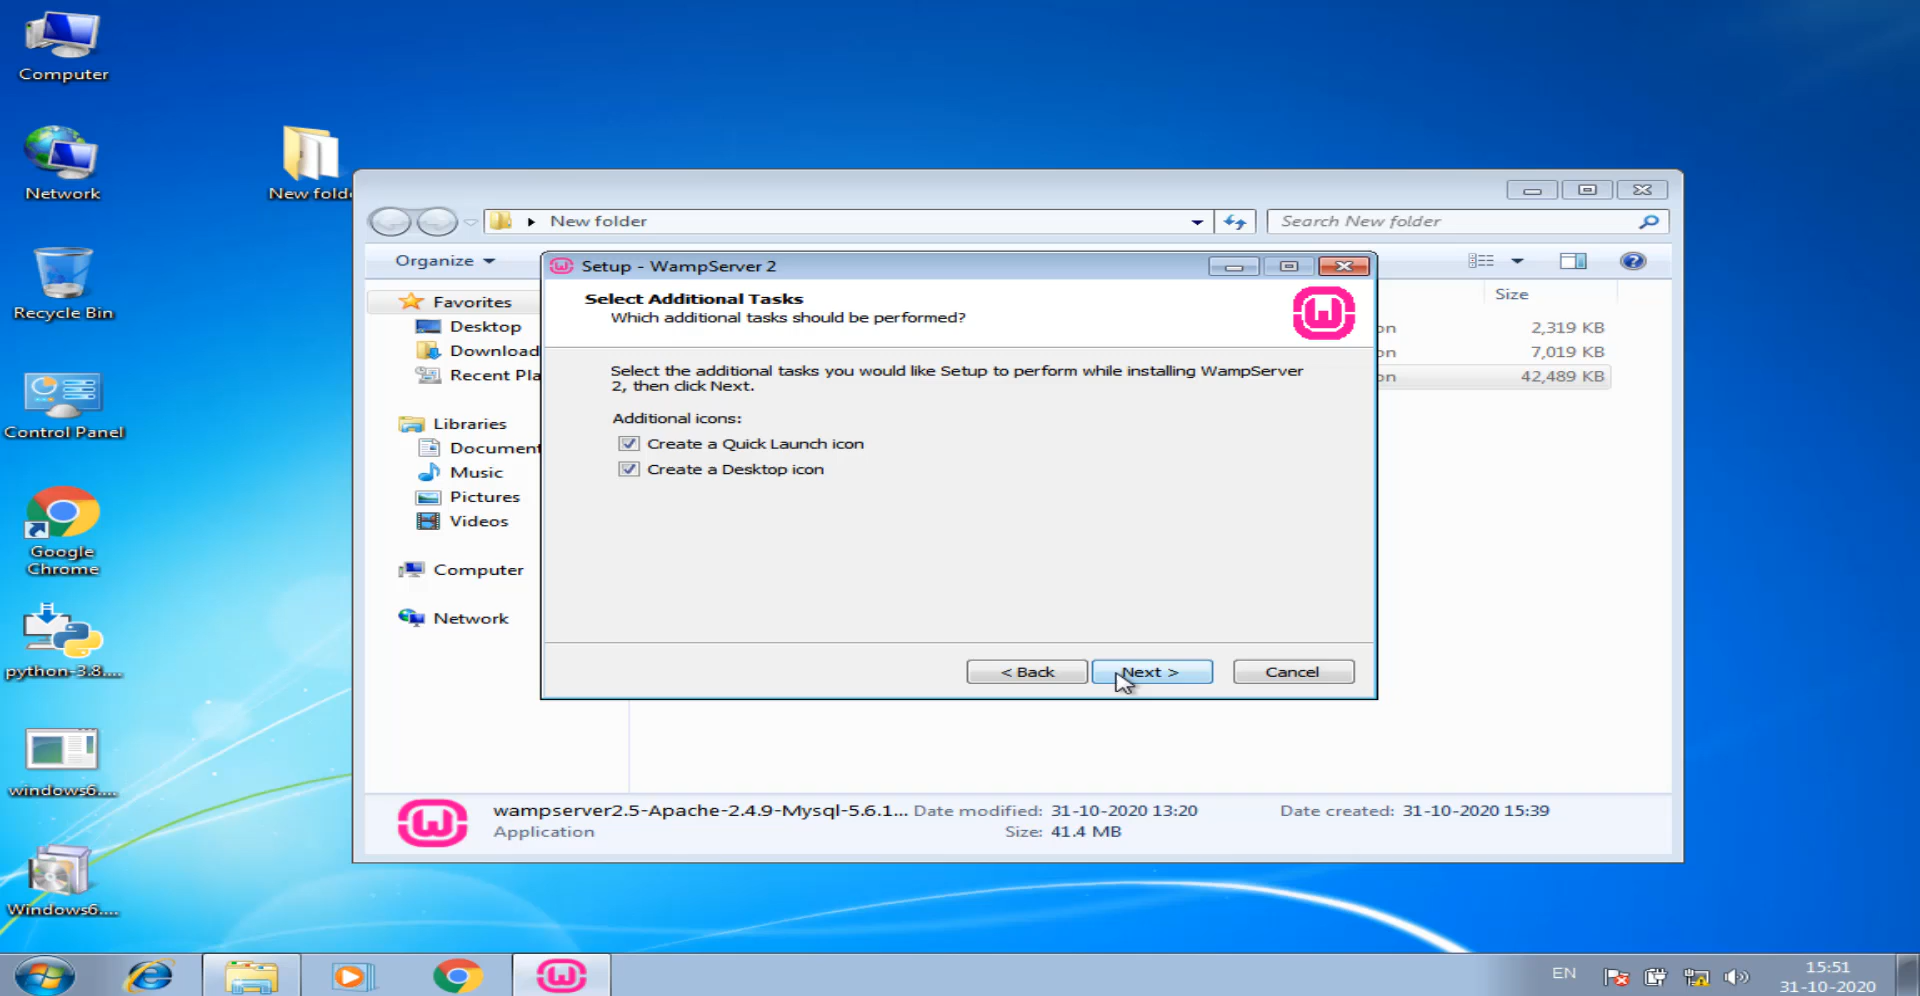 Computer
Network
New folde
Recycle Bin
Control Panel
Google
Chrome
python-3.8....
windows6....
Windows6....
New folder
Search New folder
Organize
Size
Favorites
Desktop
Download
Recent Pla
Libraries
Document
Music
Pictures
Videos
Computer
Network
on 2,319 KB
on 7,019 KB
on 42,489 KB
Setup - WampServer 2
Select Additional Tasks
Which additional tasks should be performed?
Select the additional tasks you would like Setup to perform while installing WampServer
2, then click Next.
Additional icons:
Create a Quick Launch icon
Create a Desktop icon
< Back
Next >
Cancel
wampserver2.5-Apache-2.4.9-Mysql-5.6.1... Date modified: 31-10-2020 13:20 Date created: 31-10-2020 15:39
Application Size: 41.4 MB
EN
15:51
31-10-2020